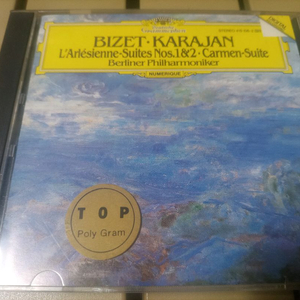 BIZET · KARAJAN
L'Arlésienne · Suites Nos. 1 & 2 · Carmen-Suite
Berliner Philharmoniker
NUMERIQUE
TOP
Poly Gram